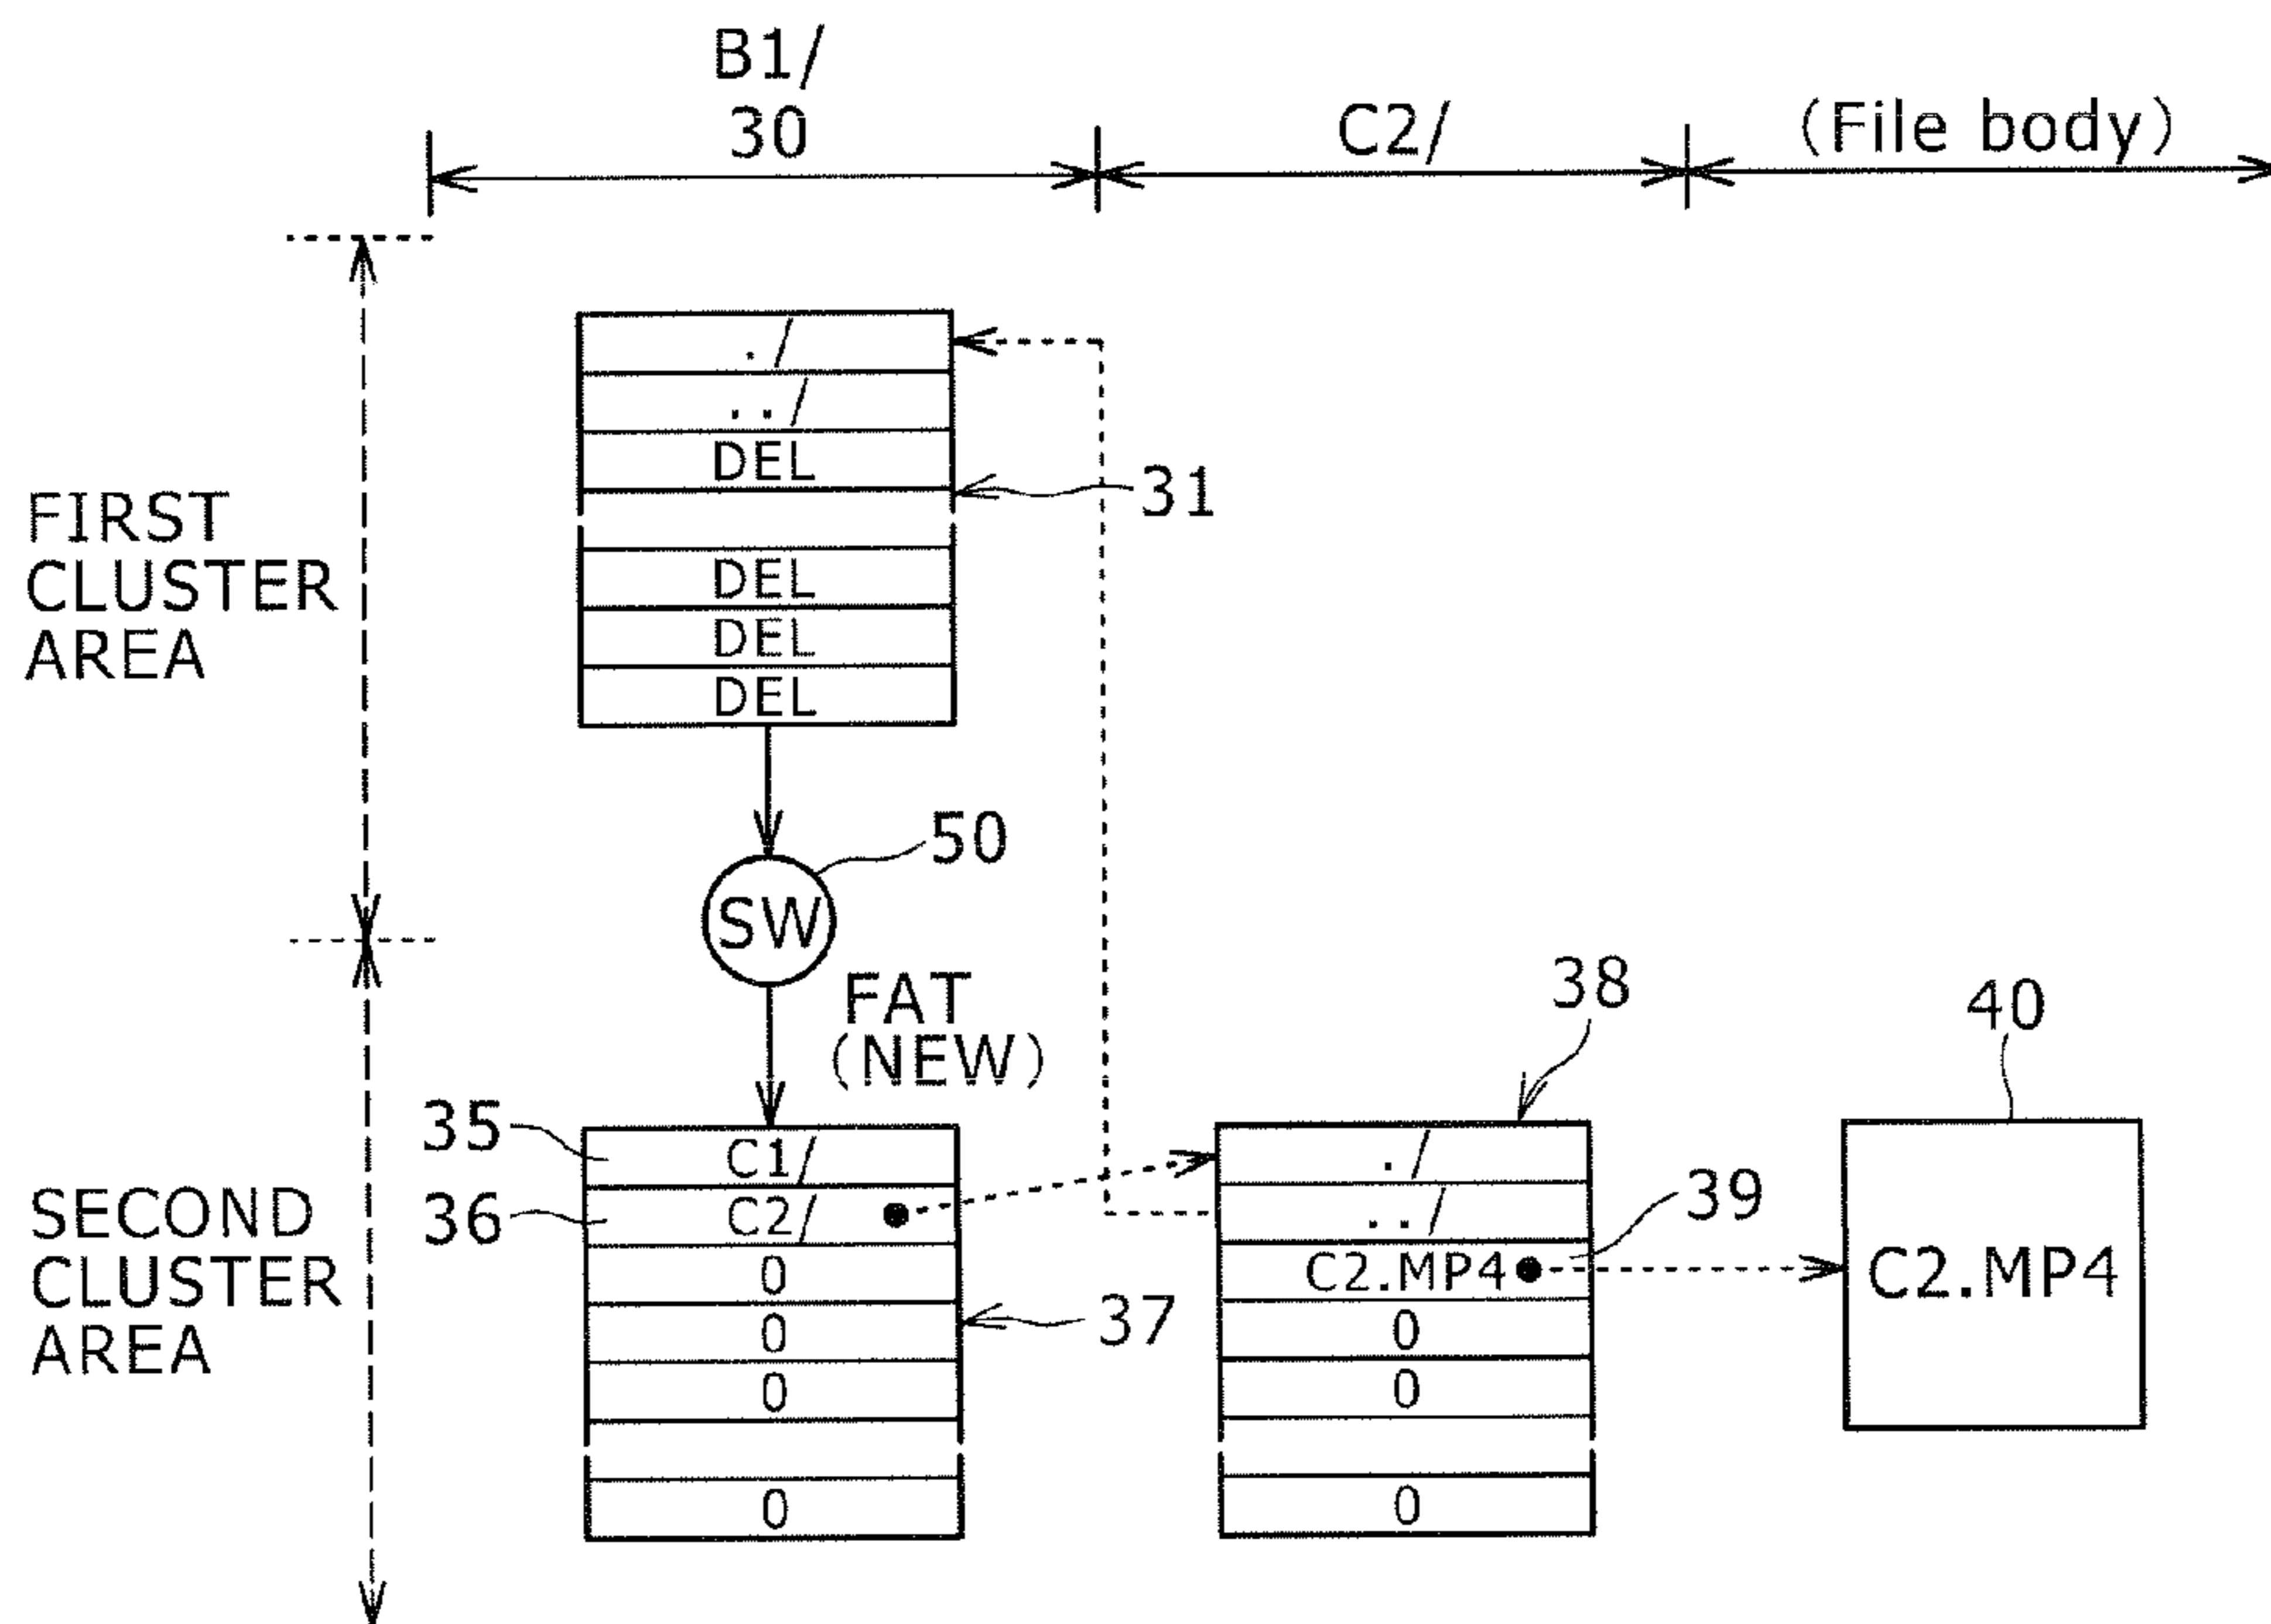 B1/
30
C2/
(File body)
./
../
DEL
31
FIRST
CLUSTER
AREA
DEL
DEL
DEL
50
SW
FAT
(NEW)
38
40
35
C1/
./
36
C2/
../
39
SECOND
CLUSTER
AREA
0
C2.MP4
C2.MP4
0
37
0
0
0
0
0